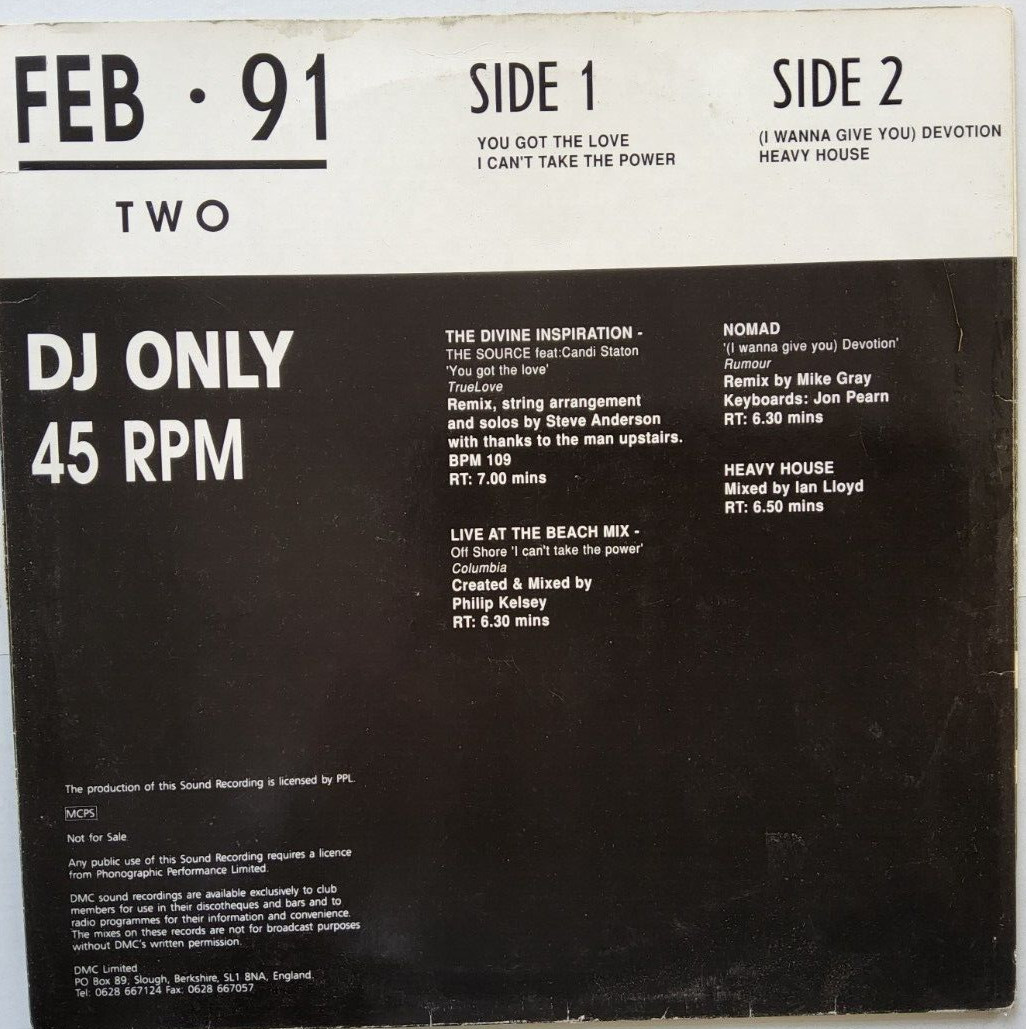 FEB · 91
TWO
SIDE 1
YOU GOT THE LOVE
I CAN'T TAKE THE POWER
SIDE 2
(I WANNA GIVE YOU) DEVOTION
HEAVY HOUSE
DJ ONLY
45 RPM
THE DIVINE INSPIRATION -
THE SOURCE feat:Candi Staton
'You got the love'
TrueLove
Remix, string arrangement
and solos by Steve Anderson
with thanks to the man upstairs.
BPM 109
RT: 7.00 mins
LIVE AT THE BEACH MIX -
Off Shore 'I can't take the power'
Columbia
Created & Mixed by
Philip Kelsey
RT: 6.30 mins
NOMAD
'(I wanna give you) Devotion'
Rumour
Remix by Mike Gray
Keyboards: Jon Pearn
RT: 6.30 mins
HEAVY HOUSE
Mixed by Ian Lloyd
RT: 6.50 mins
The production of this Sound Recording is licensed by PPL.
MCPS
Not for Sale
Any public use of this Sound Recording requires a licence
from Phonographic Performance Limited.
DMC sound recordings are available exclusively to club
members for use in their discotheques and bars and to
radio programmes for their information and convenience.
The mixes on these records are not for broadcast purposes
without DMC's written permission.
DMC Limited
PO Box 89, Slough, Berkshire, SL1 8NA, England.
Tel: 0628 667124 Fax: 0628 667057